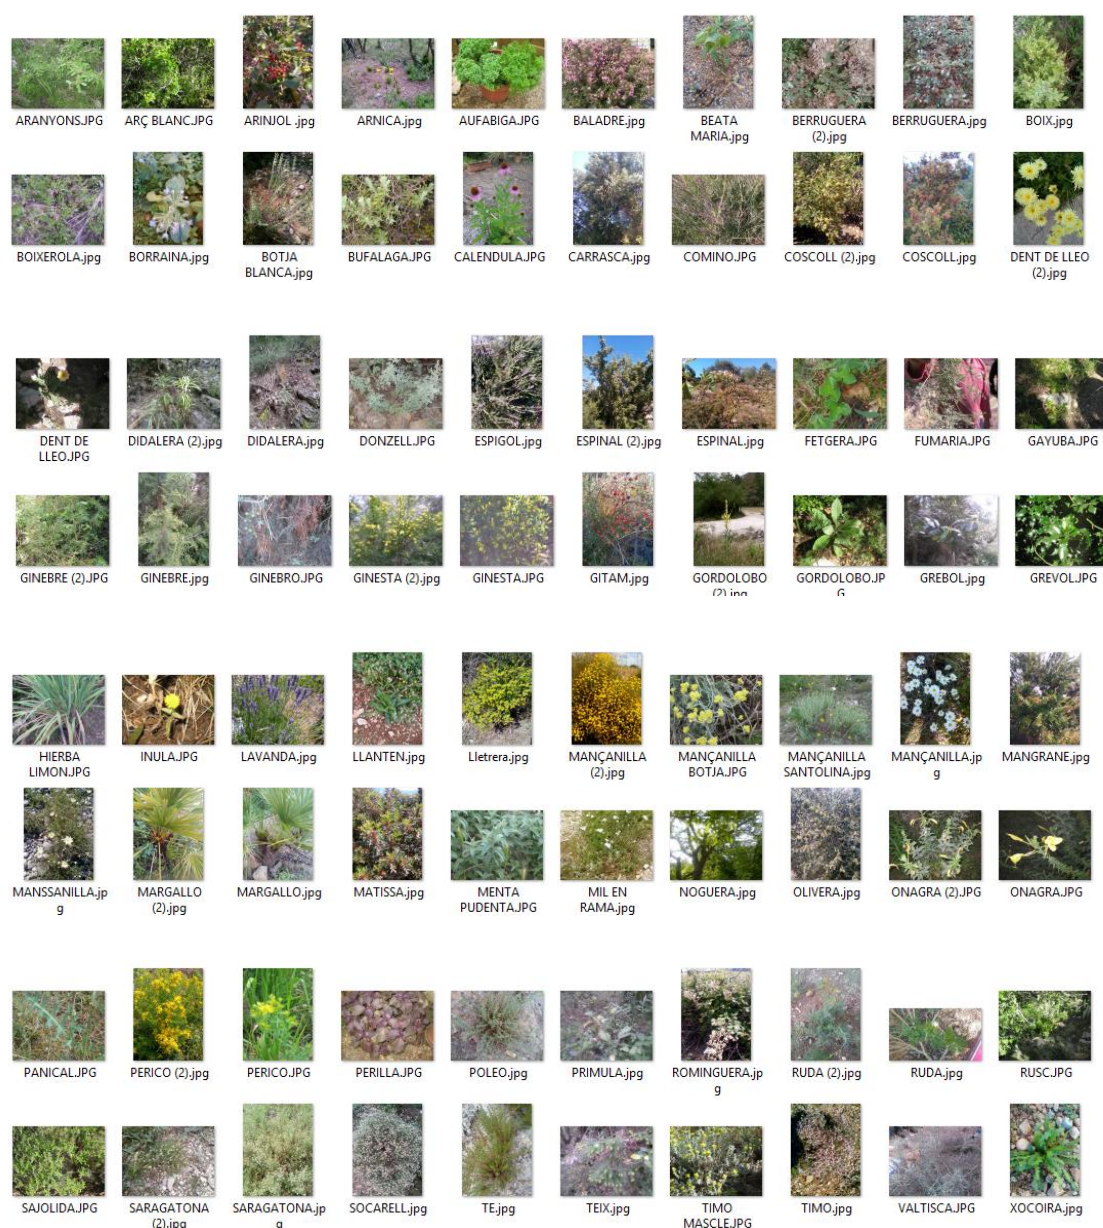 ARANYONS.JPG ARÇ BLANC.JPG ARINJOL .jpg ARNICA.jpg AUFABIGA.JPG BALADRE.jpg BEATA MARIA.jpg BERRUGUERA (2).jpg BERRUGUERA.jpg BOIX.jpg
BOIXEROLA.jpg BORRAINA.jpg BOTJA BLANCA.jpg BUFALAGA.JPG CALENDULA.JPG CARRASCA.jpg COMINO.JPG COSCOLL (2).jpg COSCOLL.jpg DENT DE LLEO (2).jpg
DENT DE LLEO.JPG DIDALERA (2).jpg DIDALERA.jpg DONZELL.JPG ESPIGOL.jpg ESPINAL (2).jpg ESPINAL.jpg FETGERA.JPG FUMARIA.JPG GAYUBA.JPG
GINEBRE (2).JPG GINEBRE.jpg GINEBRO.JPG GINESTA (2).jpg GINESTA.jpg GITAM.jpg GORDOLOBO (2).jpg GORDOLOBO.JPG GREBOL.jpg GREVOL.JPG
HIERBA LIMON.JPG INULA.JPG LAVANDA.jpg LLANTEN.jpg Lletrera.jpg MANÇANILLA (2).jpg MANÇANILLA BOTJA.JPG MANÇANILLA SANTOLINA.jpg MANÇANILLA.jpg MANGRANE.jpg
MANSSANILLA.jpg MARGALLO (2).jpg MARGALLO.jpg MATISSA.jpg MENTA PUDENTA.JPG MIL EN RAMA.jpg NOGUERA.jpg OLIVERA.jpg ONAGRA (2).JPG ONAGRA.JPG
PANICAL.JPG PERICO (2).jpg PERICO.JPG PERILLA.JPG POLEO.JPG PRIMULA.jpg ROMINGUERA.jpg RUDA (2).jpg RUDA.jpg RUSC.JPG
SAJOLIDA.JPG SARAGATONA (2).jpg SARAGATONA.jpg SOCARELL.jpg TE.jpg TEIX.jpg TIMO MASCLE.JPG TIMO.jpg VALTISCA.jpg XOCOIRA.jpg